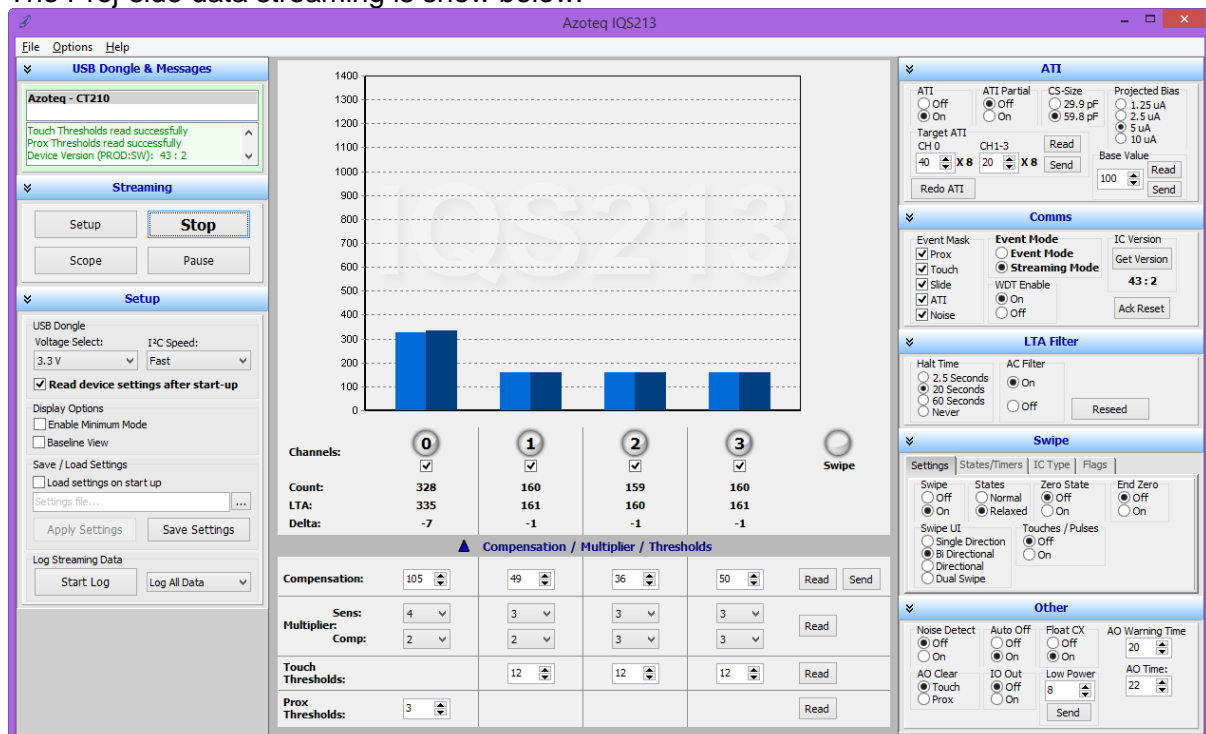 The Proj side data streaming is show below:
Azoteq IQS213
File Options Help
USB Dongle & Messages
Azoteq - CT210
Touch Thresholds read successfully
Prox Thresholds read successfully
Device Version (PROD:SW): 43 : 2
Streaming
Setup Stop
Scope Pause
Setup
USB Dongle
Voltage Select: I²C Speed:
3.3 V Fast
Read device settings after start-up
Display Options
Enable Minimum Mode
Baseline View
Save / Load Settings
Load settings on start up
Settings file... ...
Apply Settings Save Settings
Log Streaming Data
Start Log Log All Data
1400
1300
1200
1100
1000
900
800
700
600
500
400
300
200
100
0
IQS213
Channels: 0 1 2 3 Swipe
Count: 328 160 159 160
LTA: 335 161 160 161
Delta: -7 -1 -1 -1
Compensation / Multiplier / Thresholds
Compensation: 105 49 36 50 Read Send
Sens: 4 3 3 3
Multiplier: Read
Comp: 2 2 3 3
Touch
Thresholds: 12 12 12 Read
Prox
Thresholds: 3 Read
ATI
ATI ATI Partial CS-Size Projected Bias
Off Off 29.9 pF 1.25 uA
On On 59.8 pF 2.5 uA
5 uA
10 uA
Target ATI
CH 0 CH1-3 Read
40 X 8 20 X 8 Send
Base Value
100 Read
Send
Redo ATI
Comms
Event Mask Event Mode IC Version
Prox Event Mode Get Version
Touch Streaming Mode 43 : 2
Slide WDT Enable
ATI On Ack Reset
Noise Off
LTA Filter
Halt Time AC Filter
2.5 Seconds On
20 Seconds
60 Seconds Off Reseed
Never
Swipe
Settings States/Timers IC Type Flags
Swipe States Zero State End Zero
Off Normal Off Off
On Relaxed On On
Swipe UI Touches / Pulses
Single Direction Off
Bi Directional On
Directional
Dual Swipe
Other
Noise Detect Auto Off Float CX AO Warning Time
Off Off Off 20
On On On
AO Clear IO Out Low Power AO Time:
Touch Off 8 22
Prox On Send